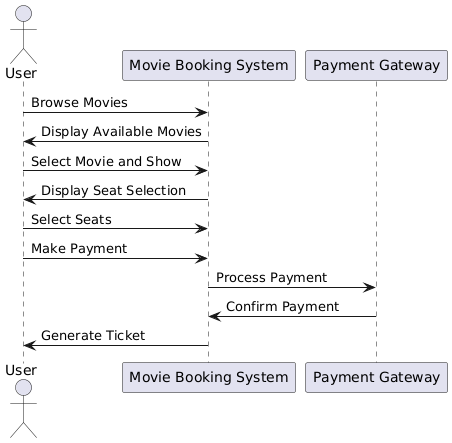 User
Movie Booking System
Payment Gateway
Browse Movies
Display Available Movies
Select Movie and Show
Display Seat Selection
Select Seats
Make Payment
Process Payment
Confirm Payment
Generate Ticket
User
Movie Booking System
Payment Gateway